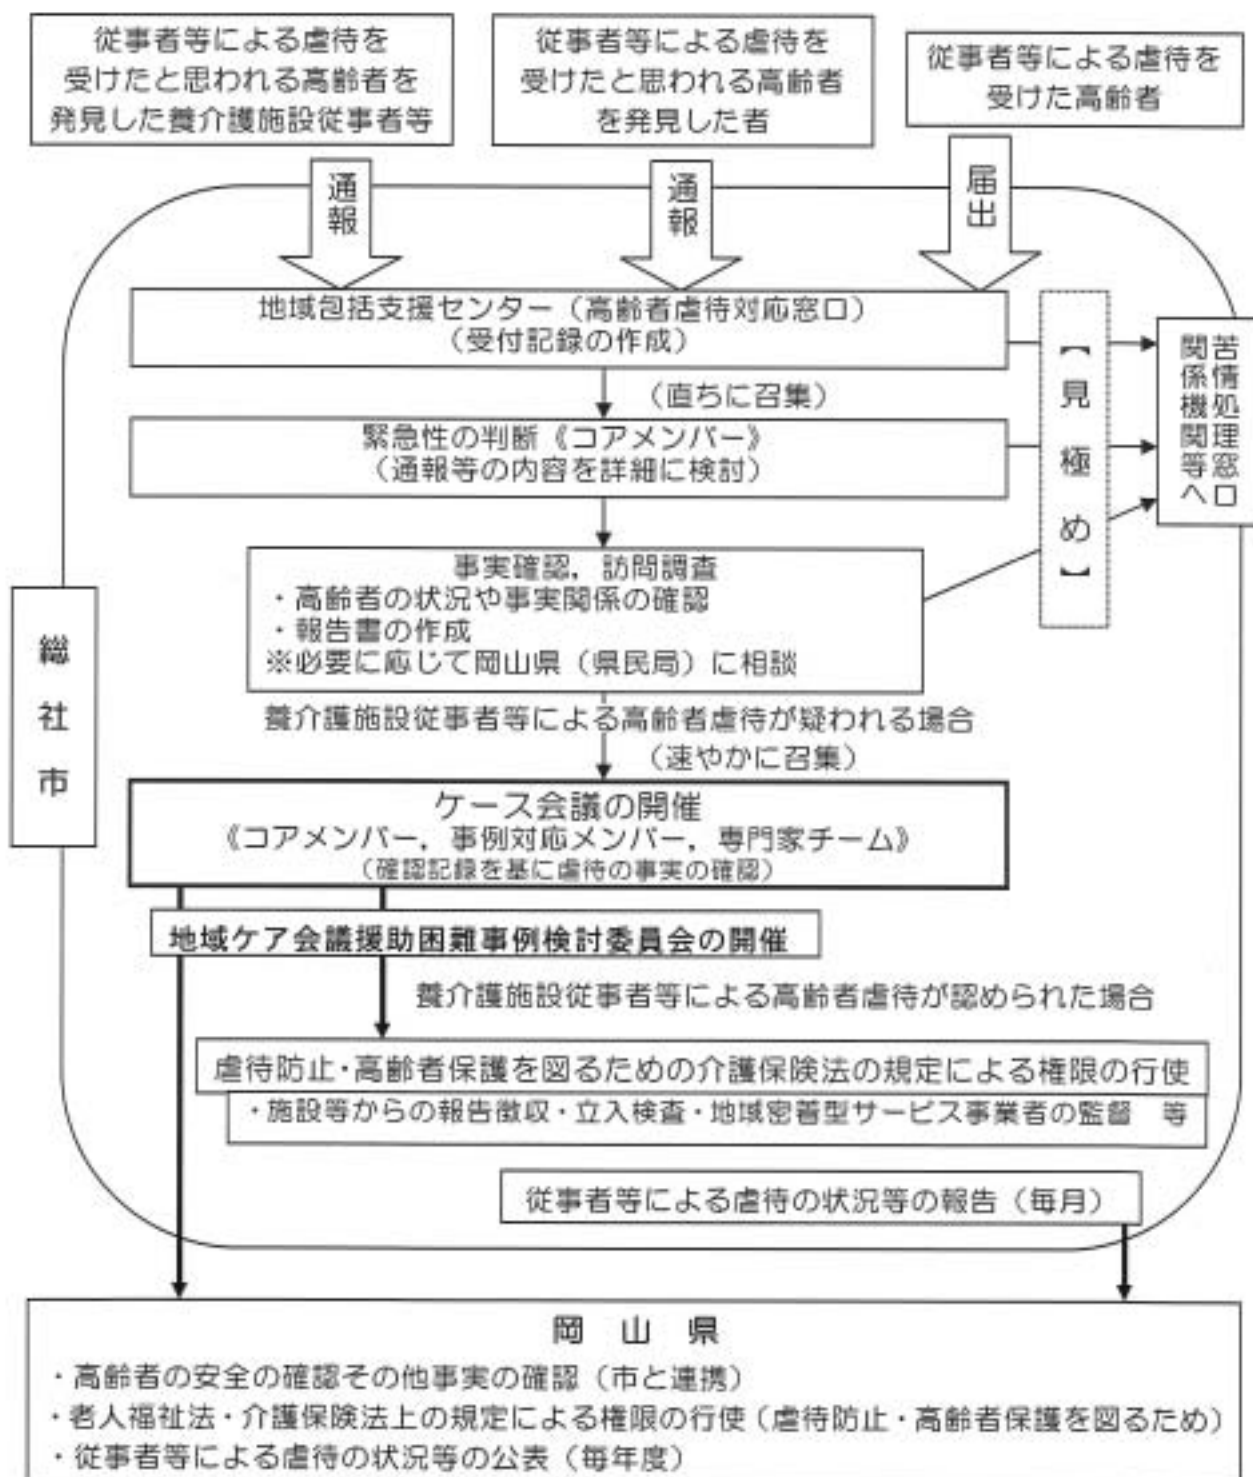 従事者等による虐待を
受けたと思われる高齢者を
発見した養介護施設従事者等
従事者等による虐待を
受けたと思われる高齢者
を発見した者
従事者等による虐待を
受けた高齢者
通報
通報
届出
地域包括支援センター（高齢者虐待対応窓口）
（受付記録の作成）
（直ちに召集）
緊急性の判断《コアメンバー》
（通報等の内容を詳細に検討）
【見極め】
苦情処理窓口
関係機関等へ
事実確認，訪問調査
・高齢者の状況や事実関係の確認
・報告書の作成
※必要に応じて岡山県（県民局）に相談
総社市
養介護施設従事者等による高齢者虐待が疑われる場合
（速やかに召集）
ケース会議の開催
《コアメンバー，事例対応メンバー，専門家チーム》
（確認記録を基に虐待の事実の確認）
地域ケア会議援助困難事例検討委員会の開催
養介護施設従事者等による高齢者虐待が認められた場合
虐待防止・高齢者保護を図るための介護保険法の規定による権限の行使
・施設等からの報告徴収・立入検査・地域密着型サービス事業者の監督　等
従事者等による虐待の状況等の報告（毎月）
岡　山　県
・高齢者の安全の確認その他事実の確認（市と連携）
・老人福祉法・介護保険法上の規定による権限の行使（虐待防止・高齢者保護を図るため）
・従事者等による虐待の状況等の公表（毎年度）